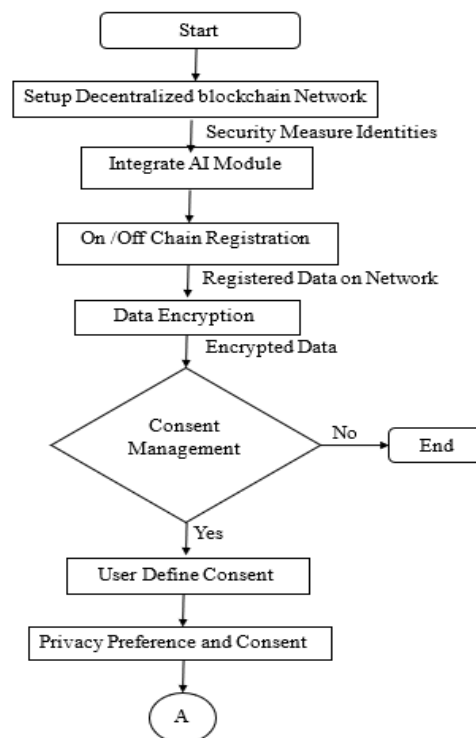 Start
Setup Decentralized blockchain Network
Security Measure Identities
Integrate AI Module
On /Off Chain Registration
Registered Data on Network
Data Encryption
Encrypted Data
Consent
Management
No
End
Yes
User Define Consent
Privacy Preference and Consent
A